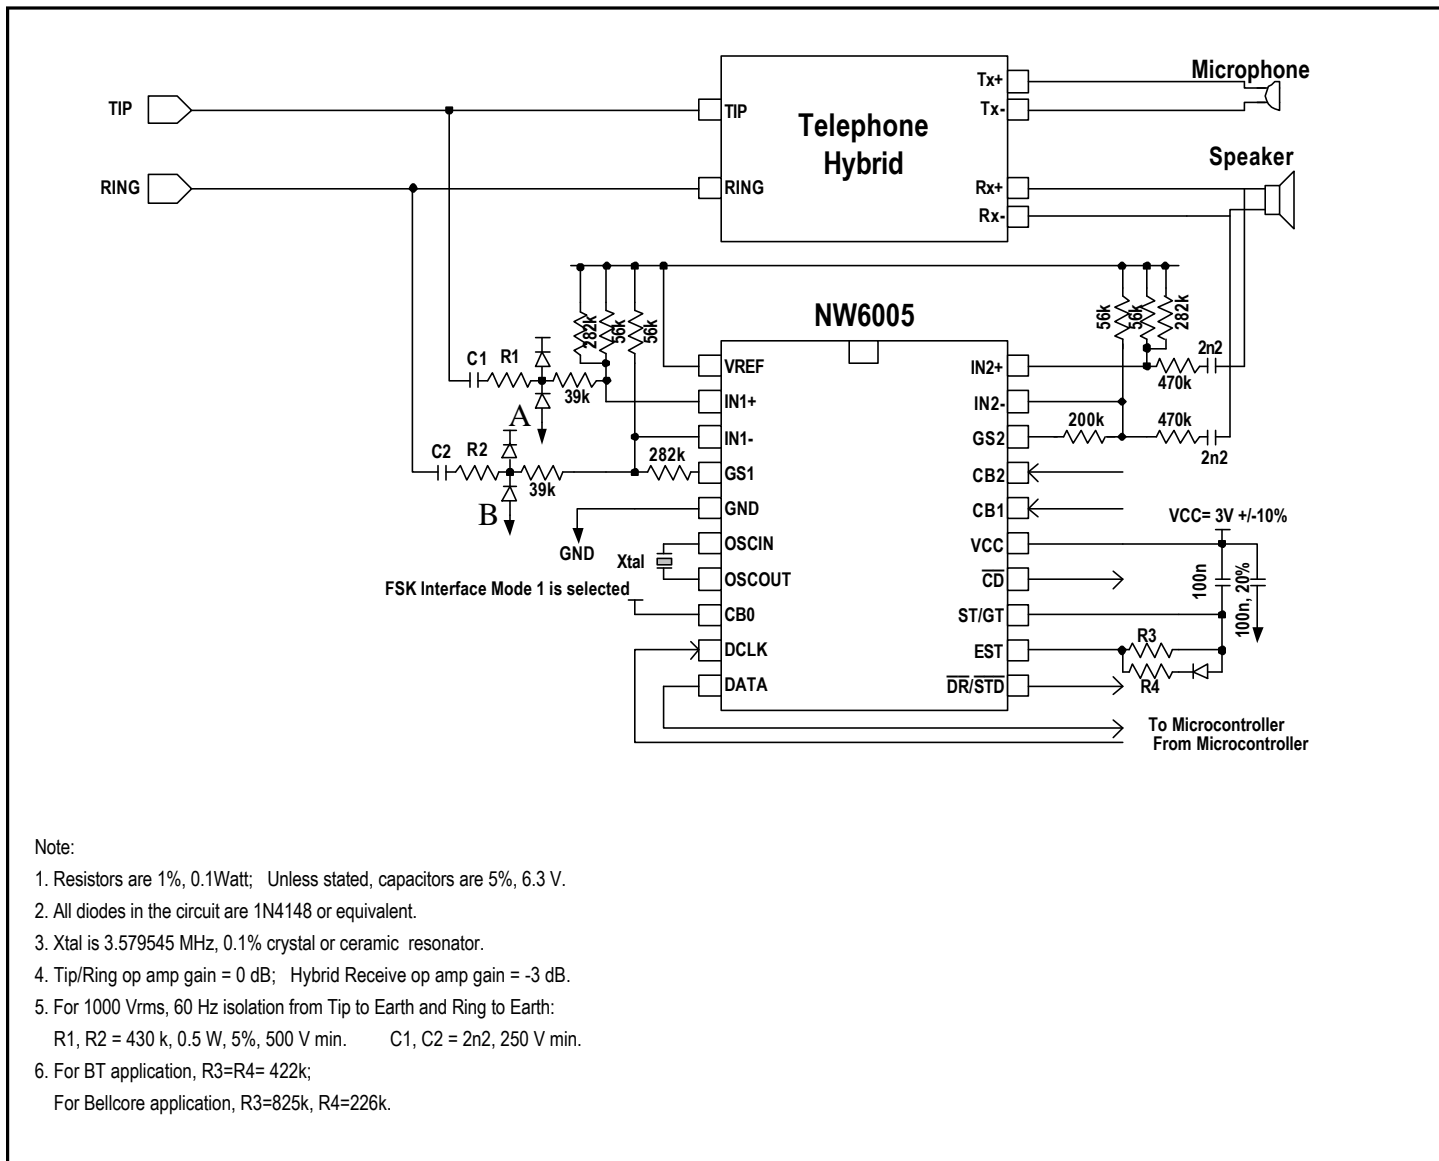 Microphone
Tx+
TIP
TIP
Tx-
Telephone
Hybrid
Speaker
RING
RING
Rx+
Rx-
282k
56k
56k
56k
56k
282k
NW6005
C1
R1
39k
A
VREF
IN2+
2n2
470k
IN1+
IN2-
C2
R2
39k
B
IN1-
282k
GS2
200k
470k
2n2
GS1
CB2
GND
GND
CB1
VCC= 3V +/-10%
OSCIN
VCC
Xtal
OSCOUT
CD
100n
100n, 20%
FSK Interface Mode 1 is selected
CB0
ST/GT
DCLK
EST
R3
R4
DATA
DR/STD
To Microcontroller
From Microcontroller
Note:
1. Resistors are 1%, 0.1Watt; Unless stated, capacitors are 5%, 6.3 V.
2. All diodes in the circuit are 1N4148 or equivalent.
3. Xtal is 3.579545 MHz, 0.1% crystal or ceramic resonator.
4. Tip/Ring op amp gain = 0 dB; Hybrid Receive op amp gain = -3 dB.
5. For 1000 Vrms, 60 Hz isolation from Tip to Earth and Ring to Earth:
R1, R2 = 430 k, 0.5 W, 5%, 500 V min. C1, C2 = 2n2, 250 V min.
6. For BT application, R3=R4= 422k;
For Bellcore application, R3=825k, R4=226k.